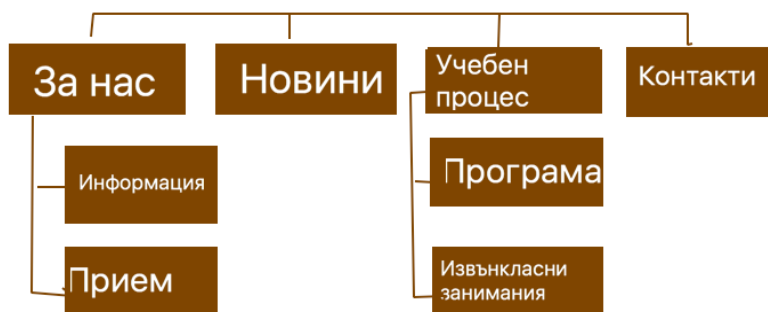 За нас
Новини
Учебен
процес
Контакти
Информация
Програма
Прием
Извънкласни
занимания